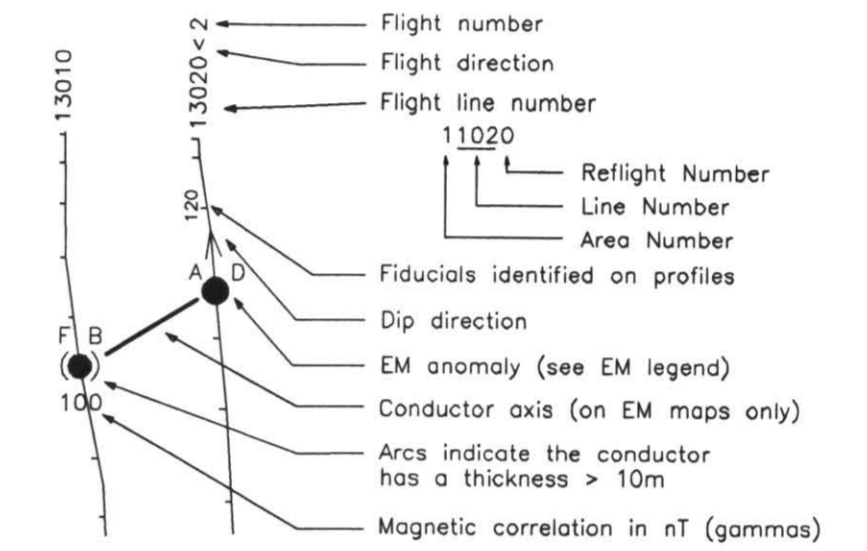 13010
13020 < 2
Flight number
Flight direction
Flight line number
11020
Reflight Number
Line Number
Area Number
120
Fiducials identified on profiles
A D
Dip direction
F B
EM anomaly (see EM legend)
100
Conductor axis (on EM maps only)
Arcs indicate the conductor
has a thickness > 10m
Magnetic correlation in nT (gammas)